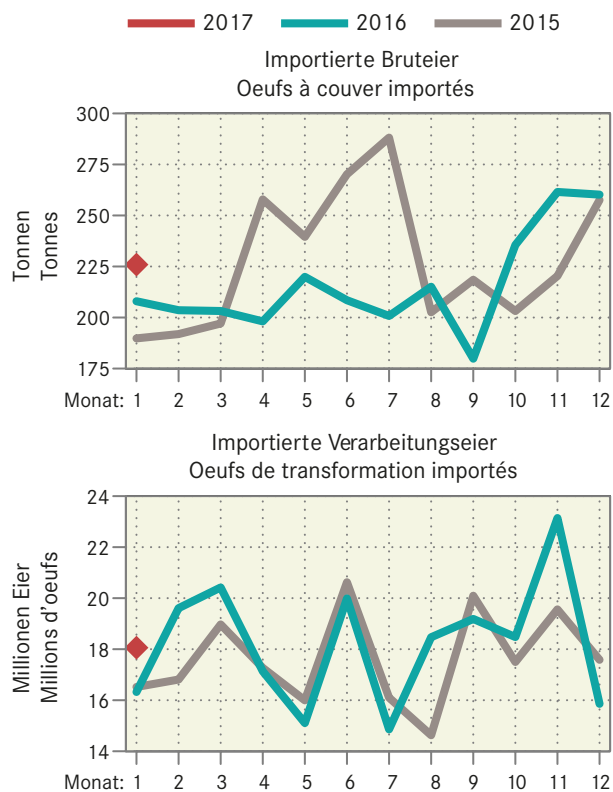 2017 2016 2015
Importierte Bruteier
Oeufs à couver importés
Tonnen
Tonnes
300
275
250
225
200
175
Monat: 1 2 3 4 5 6 7 8 9 10 11 12
Importierte Verarbeitungseier
Oeufs de transformation importés
Millionen Eier
Millions d'oeufs
24
22
20
18
16
14
Monat: 1 2 3 4 5 6 7 8 9 10 11 12